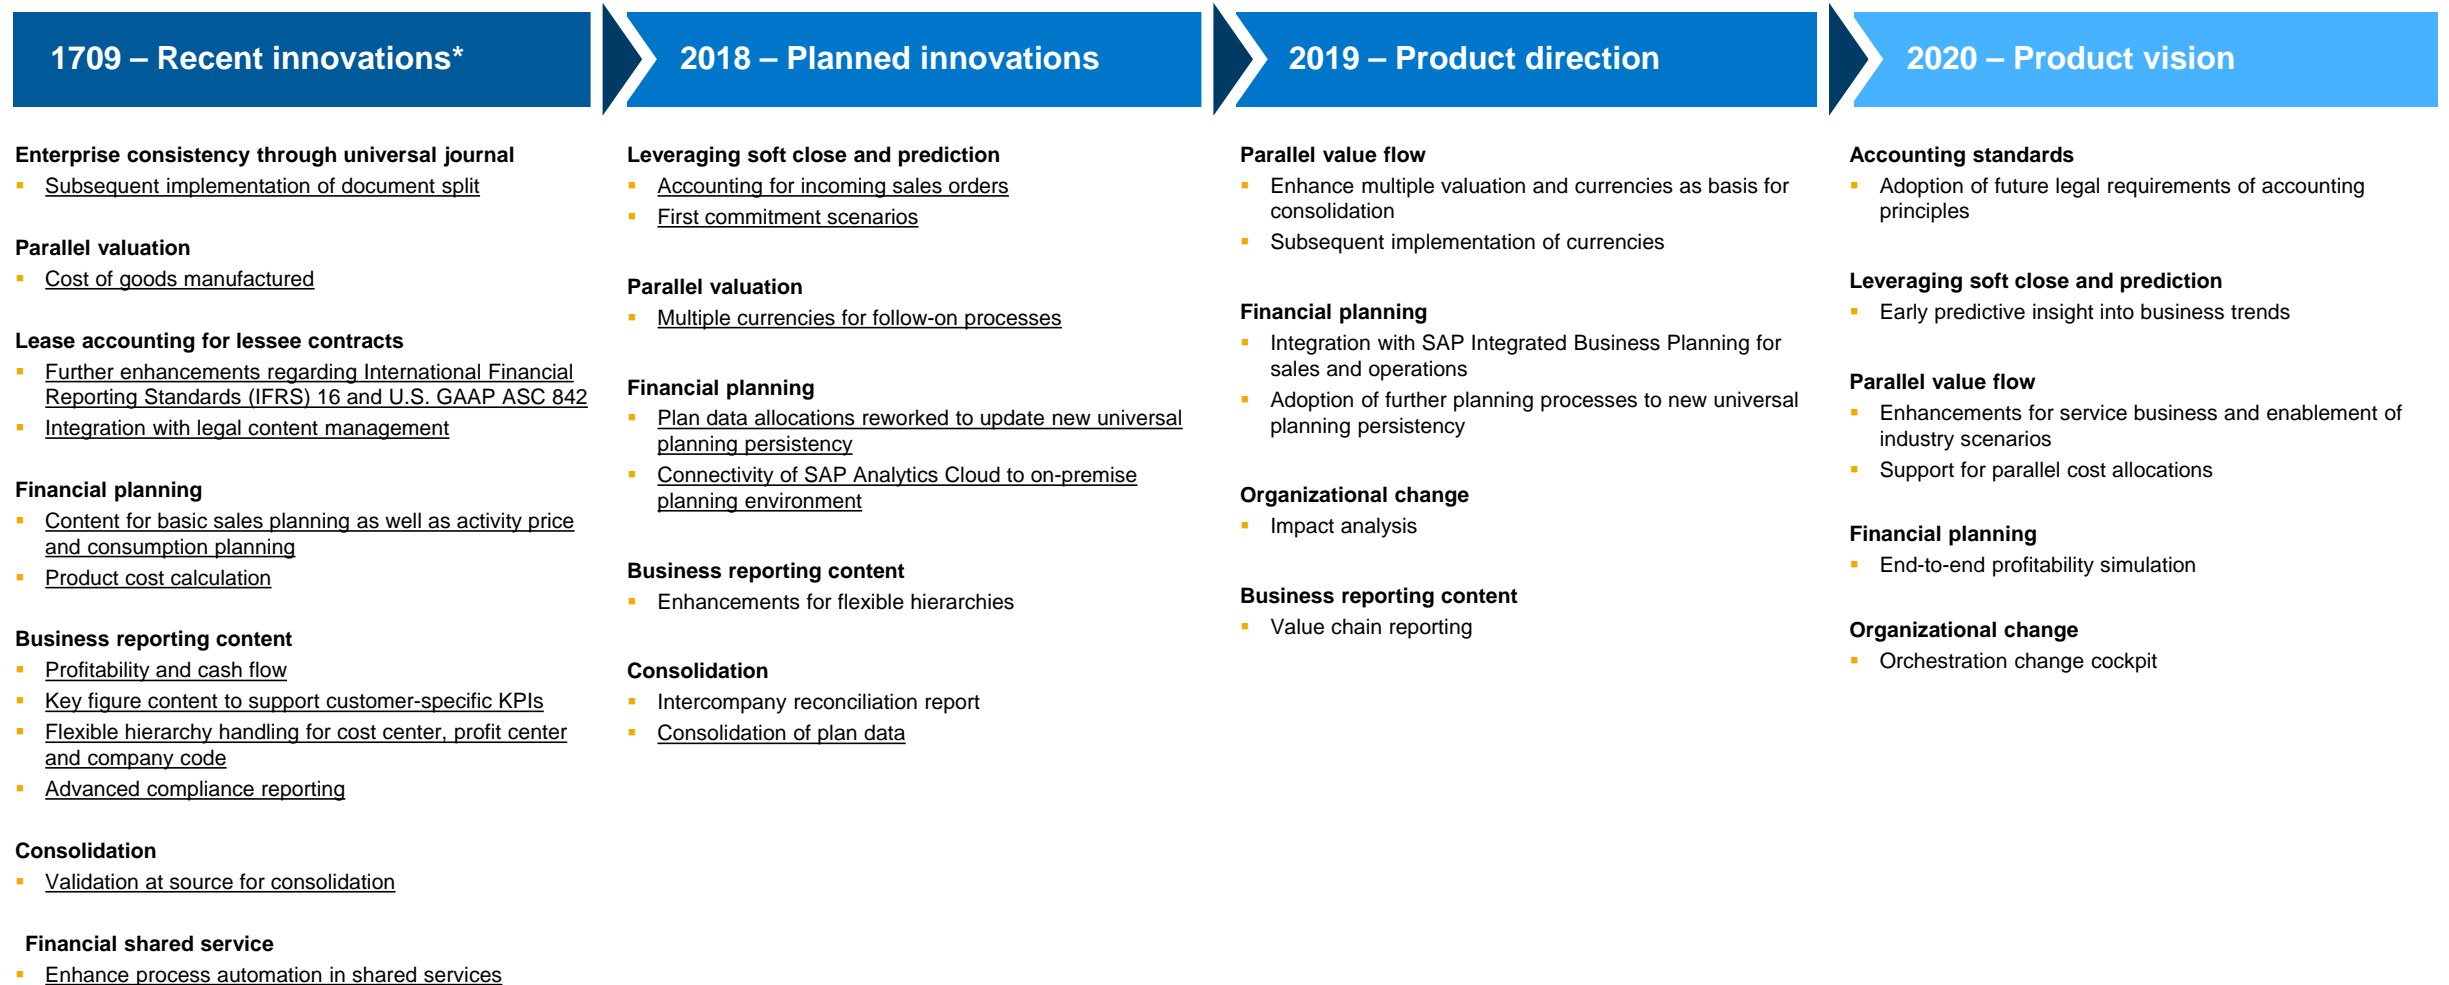 1709 – Recent innovations*
Enterprise consistency through universal journal
▪ Subsequent implementation of document split
Parallel valuation
▪ Cost of goods manufactured
Lease accounting for lessee contracts
▪ Further enhancements regarding International Financial
Reporting Standards (IFRS) 16 and U.S. GAAP ASC 842
▪ Integration with legal content management
Financial planning
▪ Content for basic sales planning as well as activity price
and consumption planning
▪ Product cost calculation
Business reporting content
▪ Profitability and cash flow
▪ Key figure content to support customer-specific KPIs
▪ Flexible hierarchy handling for cost center, profit center
and company code
▪ Advanced compliance reporting
Consolidation
▪ Validation at source for consolidation
Financial shared service
▪ Enhance process automation in shared services
2018 – Planned innovations
Leveraging soft close and prediction
▪ Accounting for incoming sales orders
▪ First commitment scenarios
Parallel valuation
▪ Multiple currencies for follow-on processes
Financial planning
▪ Plan data allocations reworked to update new universal
planning persistency
▪ Connectivity of SAP Analytics Cloud to on-premise
planning environment
Business reporting content
▪ Enhancements for flexible hierarchies
Consolidation
▪ Intercompany reconciliation report
▪ Consolidation of plan data
2019 – Product direction
Parallel value flow
▪ Enhance multiple valuation and currencies as basis for
consolidation
▪ Subsequent implementation of currencies
Financial planning
▪ Integration with SAP Integrated Business Planning for
sales and operations
▪ Adoption of further planning processes to new universal
planning persistency
Organizational change
▪ Impact analysis
Business reporting content
▪ Value chain reporting
2020 – Product vision
Accounting standards
▪ Adoption of future legal requirements of accounting
principles
Leveraging soft close and prediction
▪ Early predictive insight into business trends
Parallel value flow
▪ Enhancements for service business and enablement of
industry scenarios
▪ Support for parallel cost allocations
Financial planning
▪ End-to-end profitability simulation
Organizational change
▪ Orchestration change cockpit